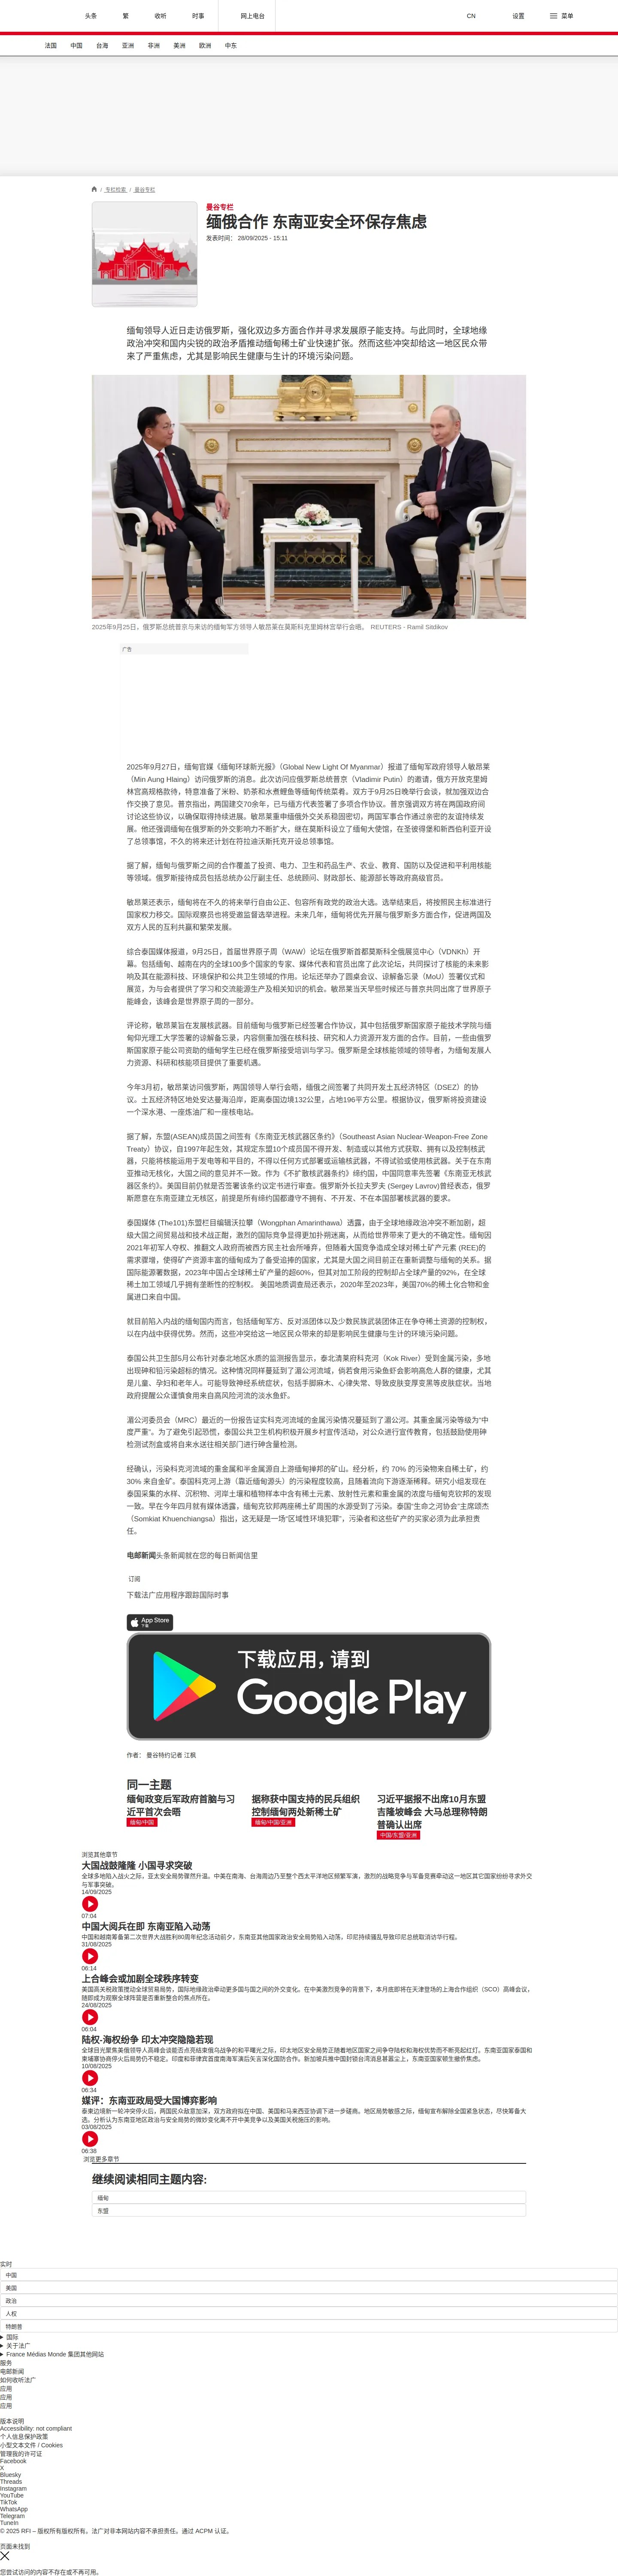 头条
繁
收听
时事
网上电台
CN
设置
菜单
法国
中国
台海
亚洲
非洲
美洲
欧洲
中东
/ 专栏检索 / 曼谷专栏
曼谷专栏
缅俄合作 东南亚安全环保存焦虑
发表时间： 28/09/2025 - 15:11
缅甸领导人近日走访俄罗斯，强化双边多方面合作并寻求发展原子能支持。与此同时，全球地缘
政治冲突和国内尖锐的政治矛盾推动缅甸稀土矿业快速扩张。然而这些冲突却给这一地区民众带
来了严重焦虑，尤其是影响民生健康与生计的环境污染问题。
2025年9月25日，俄罗斯总统普京与来访的缅甸军方领导人敏昂莱在莫斯科克里姆林宫举行会晤。 REUTERS - Ramil Sitdikov
广告
2025年9月27日，缅甸官媒《缅甸环球新光报》（Global New Light Of Myanmar）报道了缅甸军政府领导人敏昂莱
（Min Aung Hlaing）访问俄罗斯的消息。此次访问应俄罗斯总统普京（Vladimir Putin）的邀请，俄方开放克里姆
林宫高规格款待，特意准备了米粉、奶茶和水煮鲤鱼等缅甸传统菜肴。双方于9月25日晚举行会谈，就加强双边合
作交换了意见。普京指出，两国建交70余年，已与缅方代表签署了多项合作协议。普京强调双方将在两国政府间
讨论这些协议，以确保取得持续进展。敏昂莱重申缅俄外交关系稳固密切，两国军事合作通过亲密的友谊持续发
展。他还强调缅甸在俄罗斯的外交影响力不断扩大，继在莫斯科设立了缅甸大使馆，在圣彼得堡和新西伯利亚开设
了总领事馆，不久的将来还计划在符拉迪沃斯托克开设总领事馆。
据了解，缅甸与俄罗斯之间的合作覆盖了投资、电力、卫生和药品生产、农业、教育、国防以及促进和平利用核能
等领域。俄罗斯接待成员包括总统办公厅副主任、总统顾问、财政部长、能源部长等政府高级官员。
敏昂莱还表示，缅甸将在不久的将来举行自由公正、包容所有政党的政治大选。选举结束后，将按照民主标准进行
国家权力移交。国际观察员也将受邀监督选举进程。未来几年，缅甸将优先开展与俄罗斯多方面合作，促进两国及
双方人民的互利共赢和繁荣发展。
综合泰国媒体报道，9月25日，首届世界原子周（WAW）论坛在俄罗斯首都莫斯科全俄展览中心（VDNKh）开
幕。包括缅甸、越南在内的全球100多个国家的专家、媒体代表和官员出席了此次论坛，共同探讨了核能的未来影
响及其在能源科技、环境保护和公共卫生领域的作用。论坛还举办了圆桌会议、谅解备忘录（MoU）签署仪式和
展览，为与会者提供了学习和交流能源生产及相关知识的机会。敏昂莱当天早些时候还与普京共同出席了世界原子
能峰会，该峰会是世界原子周的一部分。
评论称，敏昂莱旨在发展核武器。目前缅甸与俄罗斯已经签署合作协议，其中包括俄罗斯国家原子能技术学院与缅
甸仰光理工大学签署的谅解备忘录，内容侧重加强在核科技、研究和人力资源开发方面的合作。目前，一些由俄罗
斯国家原子能公司资助的缅甸学生已经在俄罗斯接受培训与学习。俄罗斯是全球核能领域的领导者，为缅甸发展人
力资源、科研和核能项目提供了重要机遇。
今年3月初，敏昂莱访问俄罗斯，两国领导人举行会晤，缅俄之间签署了共同开发土瓦经济特区（DSEZ）的协
议。土瓦经济特区地处安达曼海沿岸，距离泰国边境132公里，占地196平方公里。根据协议，俄罗斯将投资建设
一个深水港、一座炼油厂和一座核电站。
据了解，东盟(ASEAN)成员国之间签有《东南亚无核武器区条约》（Southeast Asian Nuclear-Weapon-Free Zone
Treaty）协议，自1997年起生效，其规定东盟10个成员国不得开发、制造或以其他方式获取、拥有以及控制核武
器，只能将核能运用于发电等和平目的，不得以任何方式部署或运输核武器，不得试验或使用核武器。关于在东南
亚推动无核化，大国之间的意见并不一致。作为《不扩散核武器条约》缔约国，中国同意率先签署《东南亚无核武
器区条约》。美国目前仍就是否签署该条约议定书进行审查。俄罗斯外长拉夫罗夫 (Sergey Lavrov)曾经表态，俄罗
斯愿意在东南亚建立无核区，前提是所有缔约国都遵守不拥有、不开发、不在本国部署核武器的要求。
泰国媒体 (The101)东盟栏目编辑沃拉攀（Wongphan Amarinthawa）透露，由于全球地缘政治冲突不断加剧，超
级大国之间贸易战和技术战正酣，激烈的国际竞争显得更加扑朔迷离，从而给世界带来了更大的不确定性。缅甸因
2021年初军人夺权、推翻文人政府而被西方民主社会所唾弃，但随着大国竞争造成全球对稀土矿产元素 (REE)的
需求骤增，使得矿产资源丰富的缅甸成为了备受追捧的国家，尤其是大国之间目前正在重新调整与缅甸的关系。据
国际能源署数据，2023年中国占全球稀土矿产量的超60%，但其对加工阶段的控制却占全球产量的92%，在全球
稀土加工领域几乎拥有垄断性的控制权。 美国地质调查局还表示，2020年至2023年，美国70%的稀土化合物和金
属进口来自中国。
就目前陷入内战的缅甸国内而言，包括缅甸军方、反对派团体以及少数民族武装团体正在争夺稀土资源的控制权，
以在内战中获得优势。然而，这些冲突给这一地区民众带来的却是影响民生健康与生计的环境污染问题。
泰国公共卫生部5月公布针对泰北地区水质的监测报告显示，泰北清莱府科克河（Kok River）受到金属污染，多地
出现砷和铅污染超标的情况。这种情况同样蔓延到了湄公河流域，倘若食用污染鱼虾会影响高危人群的健康，尤其
是儿童、孕妇和老年人。可能导致神经系统症状，包括手脚麻木、心律失常、导致皮肤变厚变黑等皮肤症状。当地
政府提醒公众谨慎食用来自高风险河流的淡水鱼虾。
湄公河委员会（MRC）最近的一份报告证实科克河流域的金属污染情况蔓延到了湄公河。其重金属污染等级为“中
度严重”。为了避免引起恐慌，泰国公共卫生机构积极开展乡村宣传活动，对公众进行宣传教育，包括鼓励使用砷
检测试剂盒或将自来水送往相关部门进行砷含量检测。
经确认，污染科克河流域的重金属和半金属源自上游缅甸掸邦的矿山。经分析，约 70% 的污染物来自稀土矿，约
30% 来自金矿。泰国科克河上游（靠近缅甸源头）的污染程度较高，且随着流向下游逐渐稀释。研究小组发现在
泰国采集的水样、沉积物、河岸土壤和植物样本中含有稀土元素、放射性元素和重金属的浓度与缅甸克钦邦的发现
一致。早在今年四月就有媒体透露，缅甸克钦邦两座稀土矿周围的水源受到了污染。泰国“生命之河协会”主席颂杰
（Somkiat Khuenchiangsa）指出，这无疑是一场“区域性环境犯罪”，污染者和这些矿产的买家必须为此承担责
任。
电邮新闻头条新闻就在您的每日新闻信里
订阅
下载法广应用程序跟踪国际时事
App Store
下载
下载应用，请到
Google Play
作者： 曼谷特约记者 江枫
同一主题
缅甸政变后军政府首脑与习
近平首次会晤
缅甸/中国
据称获中国支持的民兵组织
控制缅甸两处新稀土矿
缅甸/中国/亚洲
习近平据报不出席10月东盟
吉隆坡峰会 大马总理称特朗
普确认出席
中国/东盟/亚洲
浏览其他章节
大国战鼓隆隆 小国寻求突破
全球多地陷入战火之际，亚太安全局势骤然升温。中美在南海、台海周边乃至整个西太平洋地区频繁军演，激烈的战略竞争与军备竞赛牵动这一地区其它国家纷纷寻求外交
与军事突破。
14/09/2025
07:04
中国大阅兵在即 东南亚陷入动荡
中国和越南筹备第二次世界大战胜利80周年纪念活动前夕，东南亚其他国家政治安全局势陷入动荡，印尼持续骚乱导致印尼总统取消访华行程。
31/08/2025
06:14
上合峰会或加剧全球秩序转变
美国高关税政策搅动全球贸易局势，国际地缘政治牵动更多国与国之间的外交变化。在中美激烈竞争的背景下，本月底即将在天津登场的上海合作组织（SCO）高峰会议，
随即成为观察全球阵营是否重新整合的焦点所在。
24/08/2025
06:04
陆权-海权纷争 印太冲突隐隐若现
全球目光聚焦美俄领导人高峰会谈能否点亮结束俄乌战争的和平曙光之际，印太地区安全局势正随着地区国家之间争夺陆权和海权优势而不断亮起红灯。东南亚国家泰国和
柬埔寨协商停火后局势仍不稳定。印度和菲律宾首度南海军演后矢言深化国防合作。新加坡兵推中国封锁台湾消息甚嚣尘上，东南亚国家顿生撤侨焦虑。
10/08/2025
06:34
媒评：东南亚政局受大国博弈影响
泰柬边境新一轮冲突停火后，两国民众敌意加深，双方政府拟在中国、美国和马来西亚协调下进一步磋商。地区局势敏感之际，缅甸宣布解除全国紧急状态，尽快筹备大
选。分析认为东南亚地区政治与安全局势的微妙变化离不开中美竞争以及美国关税施压的影响。
03/08/2025
06:38
浏览更多章节
继续阅读相同主题内容:
缅甸
东盟
实时
中国
美国
政治
人权
特朗普
国际
关于法广
France Médias Monde 集团其他网站
服务
电邮新闻
如何收听法广
应用
应用
应用
版本说明
Accessibility: not compliant
个人信息保护政策
小型文本文件 / Cookies
管理我的许可证
Facebook
X
Bluesky
Threads
Instagram
YouTube
TikTok
WhatsApp
Telegram
TuneIn
© 2025 RFI – 版权所有版权所有。法广对非本网站内容不承担责任。通过 ACPM 认证。
页面未找到
您尝试访问的内容不存在或不再可用。